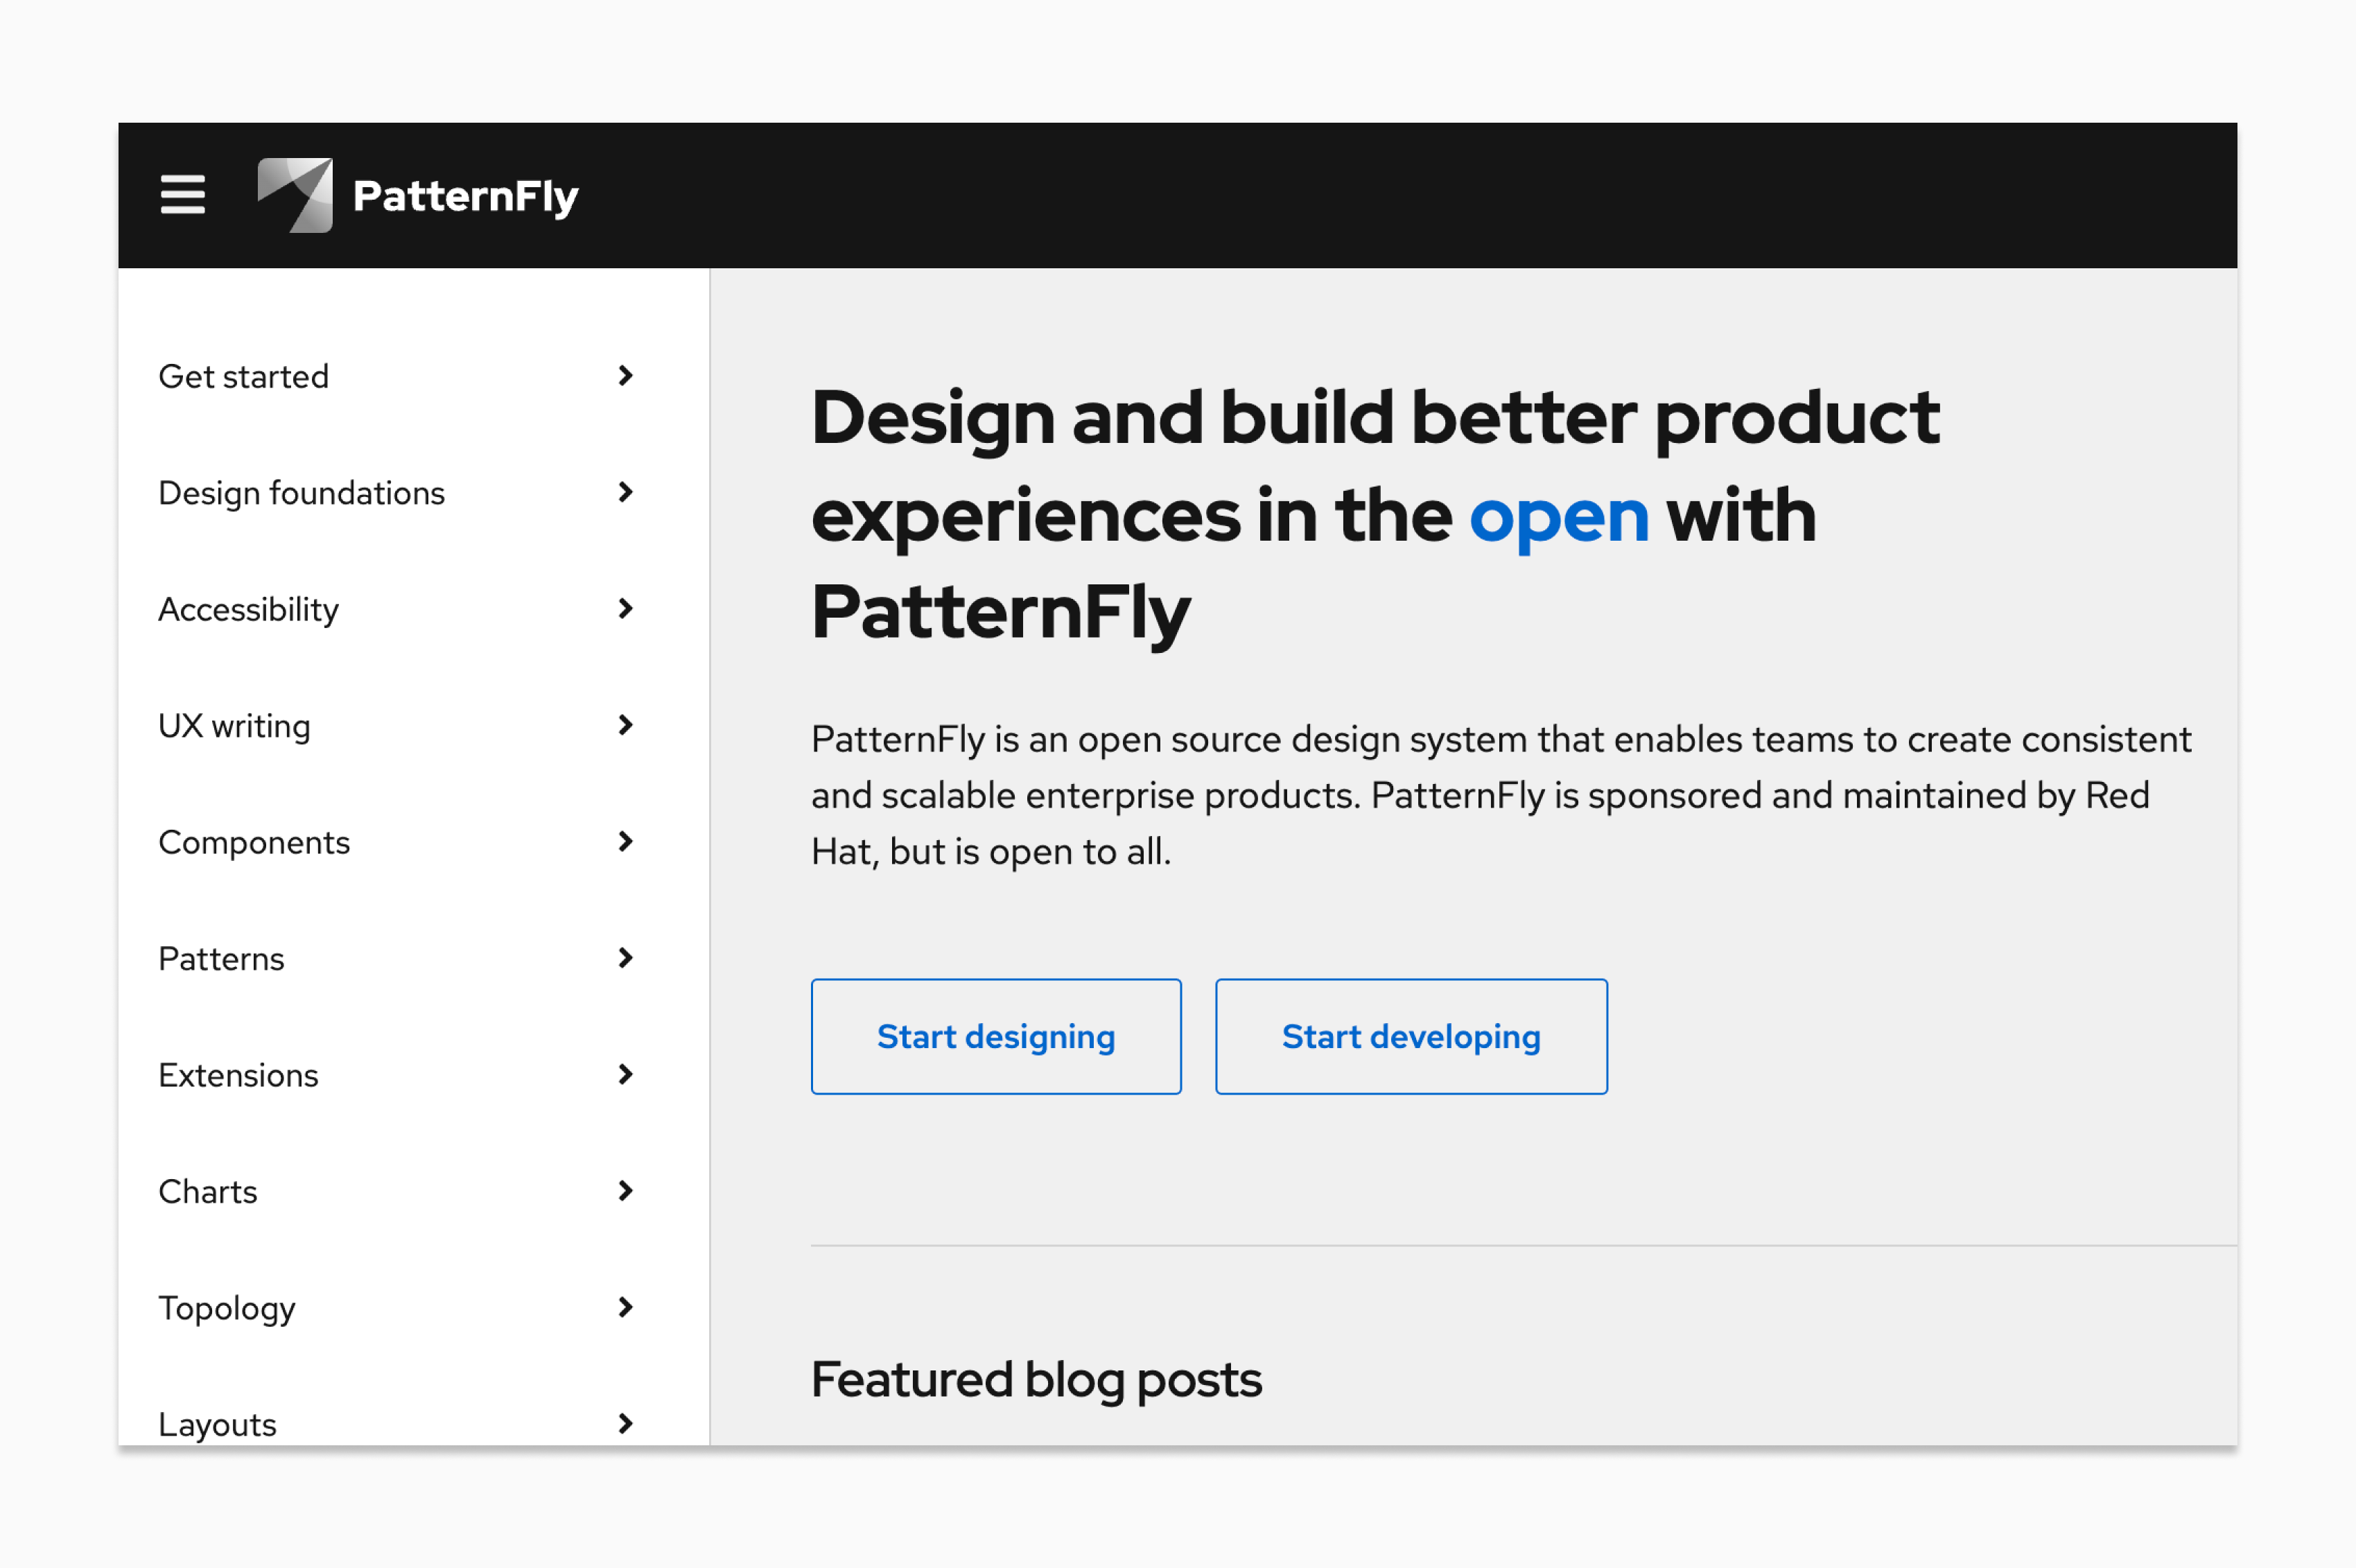 PatternFly
Get started
Design foundations
Accessibility
UX writing
Components
Patterns
Extensions
Charts
Topology
Layouts
Design and build better product
experiences in the open with
PatternFly
PatternFly is an open source design system that enables teams to create consistent
and scalable enterprise products. PatternFly is sponsored and maintained by Red
Hat, but is open to all.
Start designing
Start developing
Featured blog posts